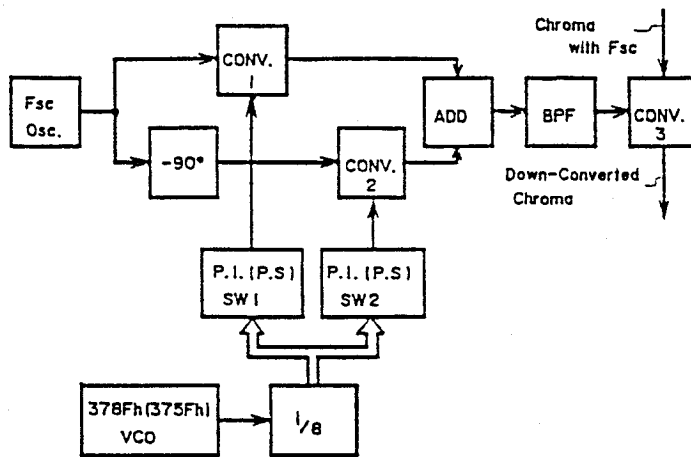 Chroma
with Fsc
CONV.
1
Fsc
Osc.
ADD
BPF
CONV.
3
-90°
CONV.
2
Down-Converted
Chroma
P.I.(P.S)
SW1
P.I.(P.S)
SW2
378Fh(375Fh)
VCO
1/8